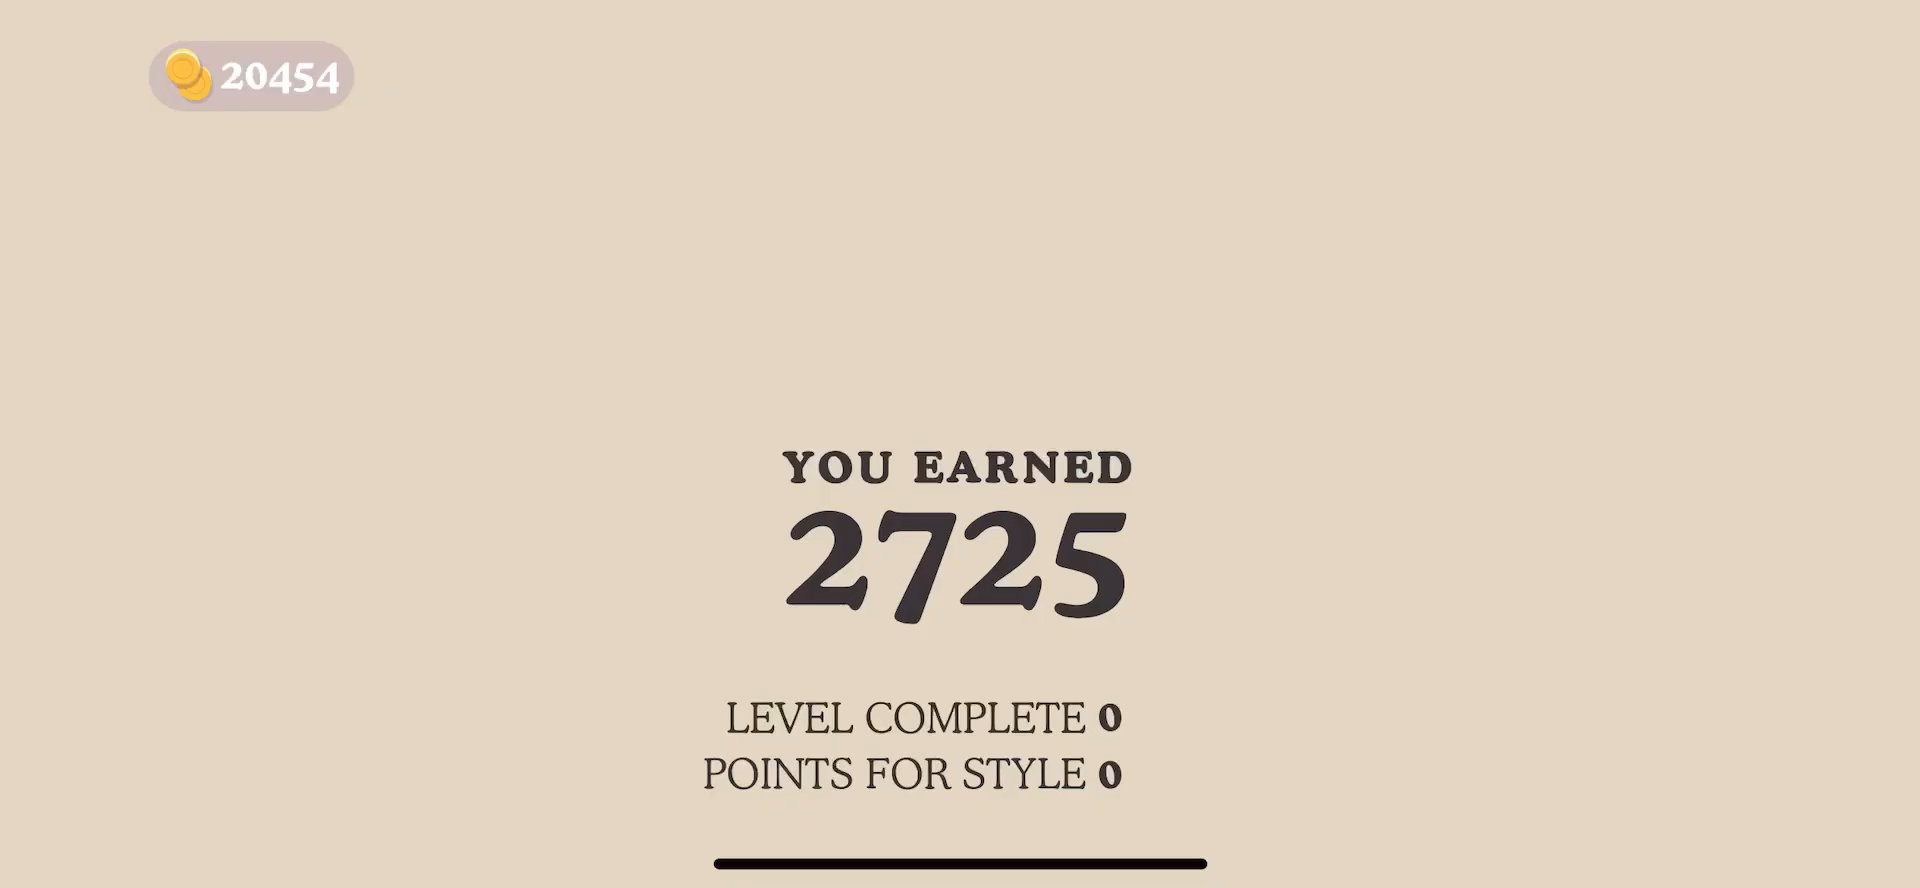 20454
YOU EARNED
2725
LEVEL COMPLETE 0
POINTS FOR STYLE 0